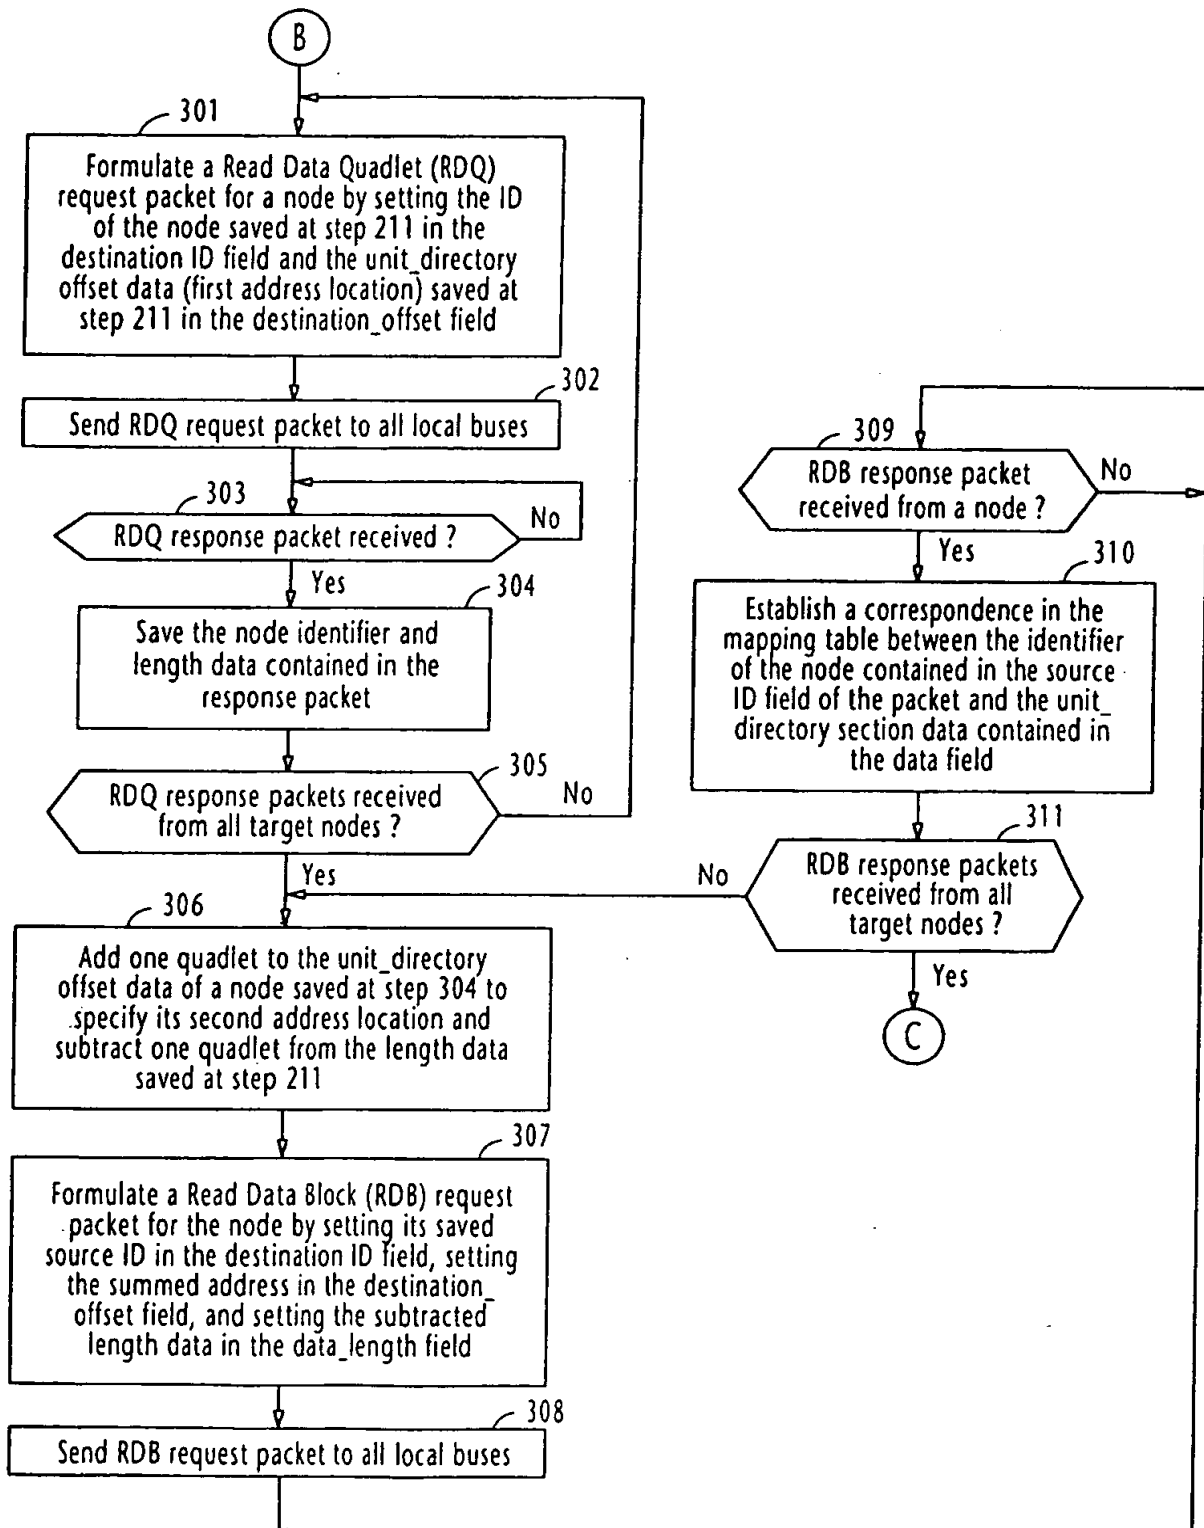 B
301
Formulate a Read Data Quadlet (RDQ)
request packet for a node by setting the ID
of the node saved at step 211 in the
destination ID field and the unit_directory
offset data (first address location) saved at
step 211 in the destination_offset field
302
Send RDQ request packet to all local buses
303
RDQ response packet received ?
No
Yes
304
Save the node identifier and
length data contained in the
response packet
305
RDQ response packets received
from all target nodes ?
No
Yes
306
Add one quadlet to the unit_directory
offset data of a node saved at step 304 to
specify its second address location and
subtract one quadlet from the length data
saved at step 211
307
Formulate a Read Data Block (RDB) request
packet for the node by setting its saved
source ID in the destination ID field, setting
the summed address in the destination_
offset field, and setting the subtracted
length data in the data_length field
308
Send RDB request packet to all local buses
309
RDB response packet
received from a node ?
No
Yes
310
Establish a correspondence in the
mapping table between the identifier
of the node contained in the source
ID field of the packet and the unit_
directory section data contained in
the data field
311
RDB response packets
received from all
target nodes ?
No
Yes
C